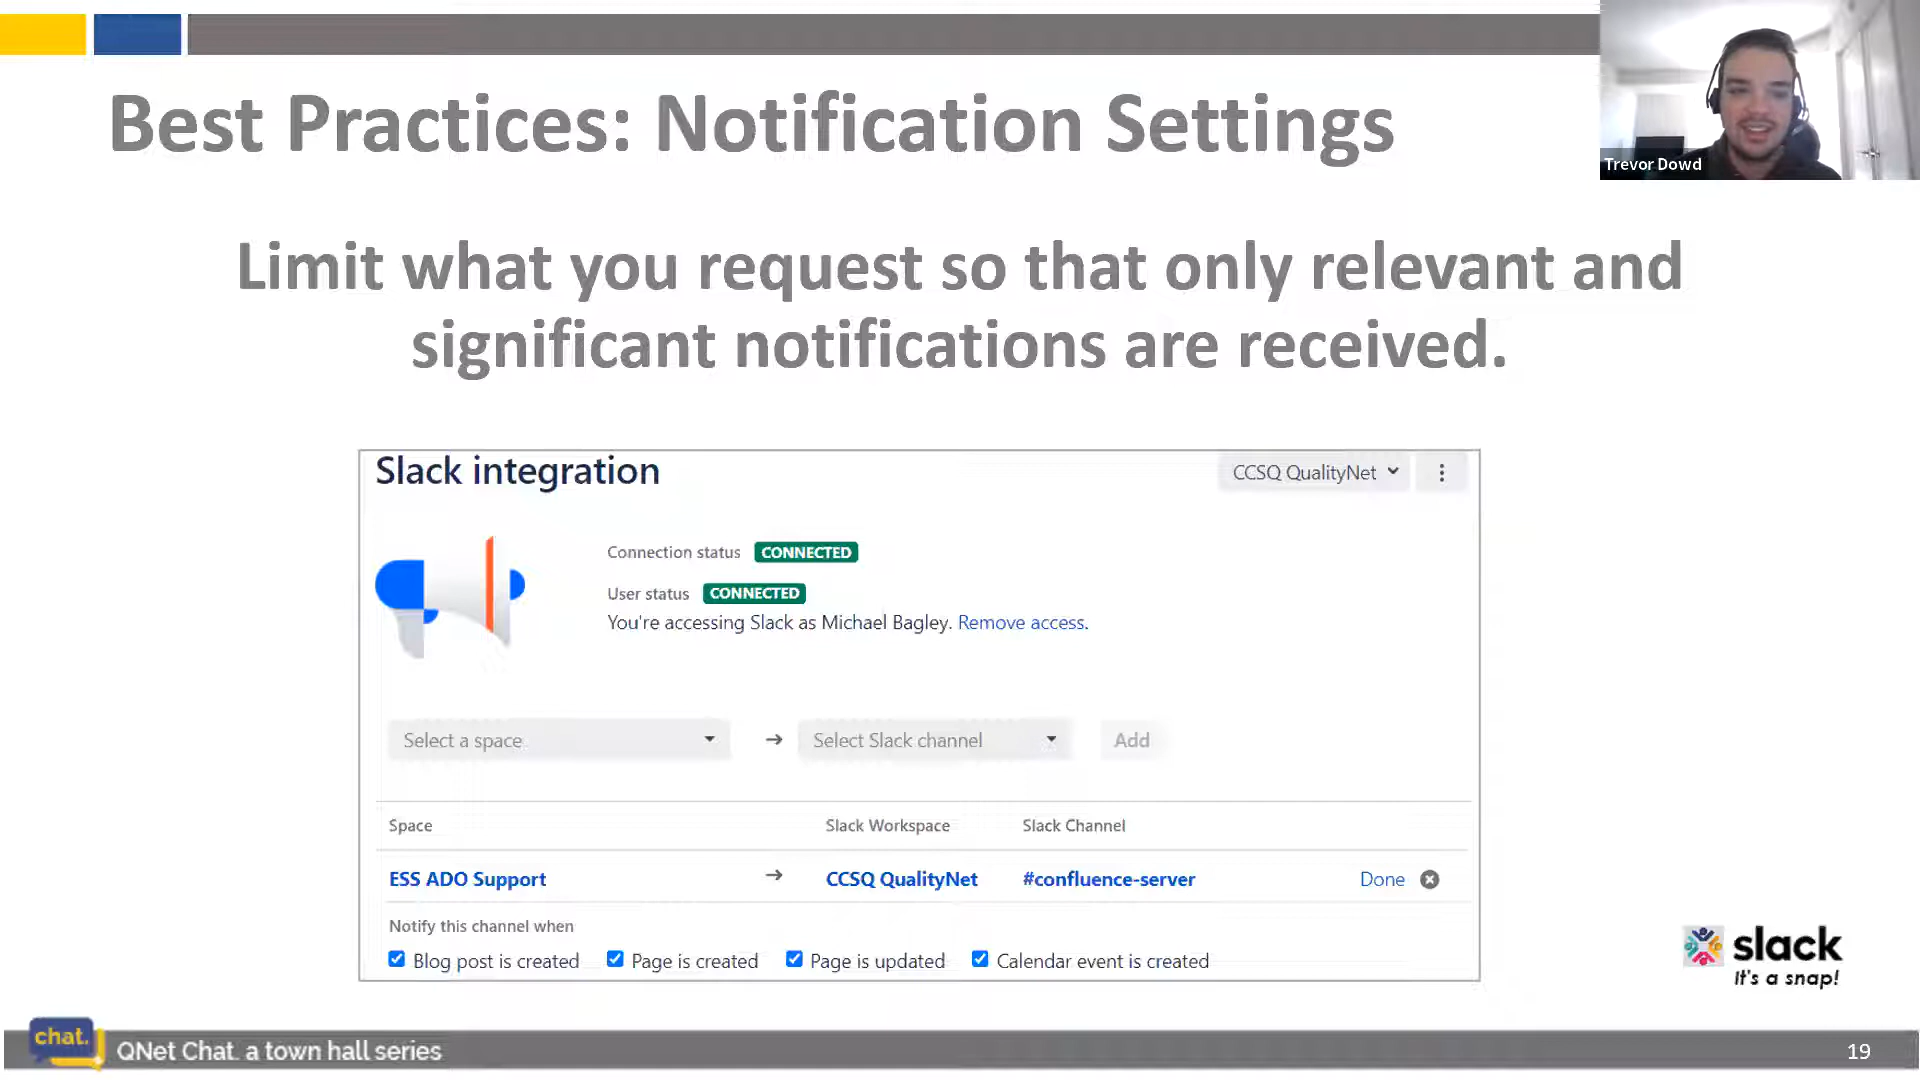 Best Practices: Notification Settings
Trevor Dowd
Limit what you request so that only relevant and
significant notifications are received.
Slack integration
CCSQ QualityNet
Connection status CONNECTED
User status CONNECTED
You're accessing Slack as Michael Bagley. Remove access.
Select a space
Select Slack channel
Add
Space Slack Workspace Slack Channel
ESS ADO Support → CCSQ QualityNet #confluence-server Done
Notify this channel when
Blog post is created Page is created Page is updated Calendar event is created
slack
It's a snap!
chat.
QNet Chat. a town hall series
19